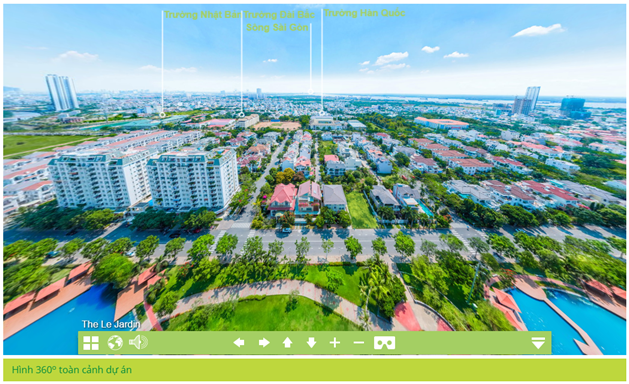 Trường Nhật Bản
Trường Đài Bắc
Trường Hàn Quốc
Sông Sài Gòn
The Le Jardin
Hình 360º toàn cảnh dự án